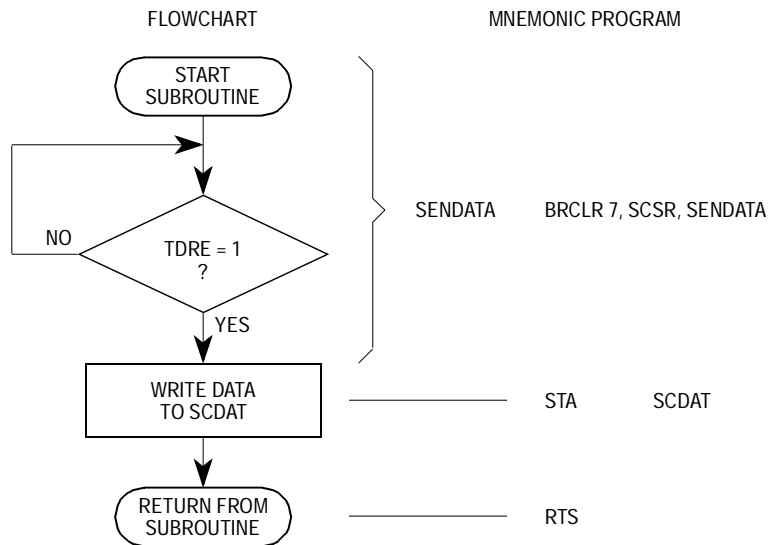 FLOWCHART MNEMONIC PROGRAM
START
SUBROUTINE
SENDATA BRCLR 7, SCSR, SENDATA
NO
TDRE = 1
?
YES
WRITE DATA
TO SCDAT
STA SCDAT
RETURN FROM
SUBROUTINE
RTS